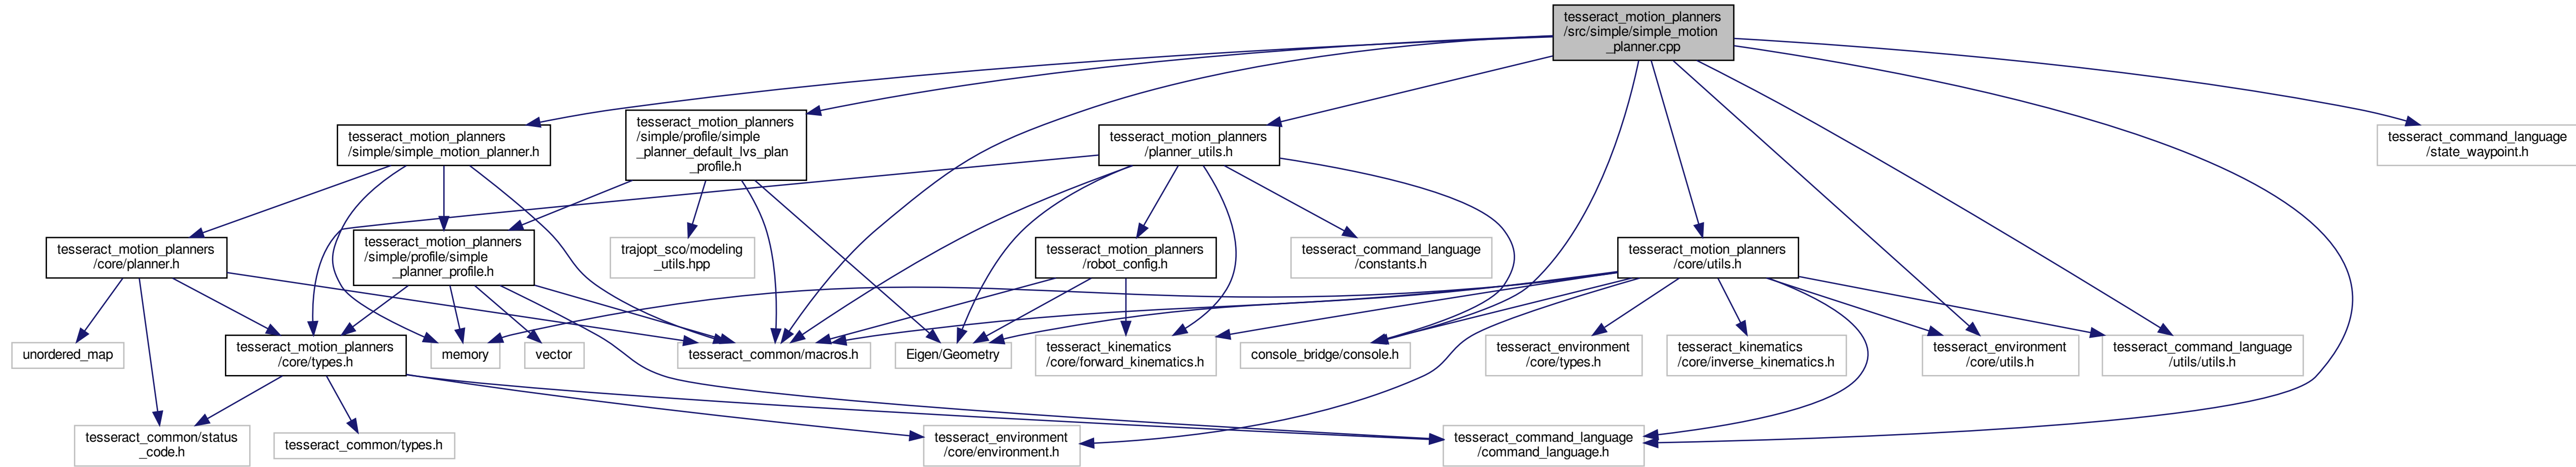 tesseract_motion_planners
/src/simple/simple_motion
_planner.cpp
tesseract_motion_planners
/simple/simple_motion_planner.h
tesseract_motion_planners
/simple/profile/simple
_planner_default_lvs_plan
_profile.h
tesseract_motion_planners
/planner_utils.h
tesseract_command_language
/state_waypoint.h
tesseract_motion_planners
/core/planner.h
tesseract_motion_planners
/simple/profile/simple
_planner_profile.h
trajopt_sco/modeling
_utils.hpp
tesseract_motion_planners
/robot_config.h
tesseract_command_language
/constants.h
tesseract_motion_planners
/core/utils.h
unordered_map
tesseract_motion_planners
/core/types.h
memory
vector
tesseract_common/macros.h
Eigen/Geometry
tesseract_kinematics
/core/forward_kinematics.h
console_bridge/console.h
tesseract_environment
/core/types.h
tesseract_kinematics
/core/inverse_kinematics.h
tesseract_environment
/core/utils.h
tesseract_command_language
/utils/utils.h
tesseract_common/status
_code.h
tesseract_common/types.h
tesseract_environment
/core/environment.h
tesseract_command_language
/command_language.h